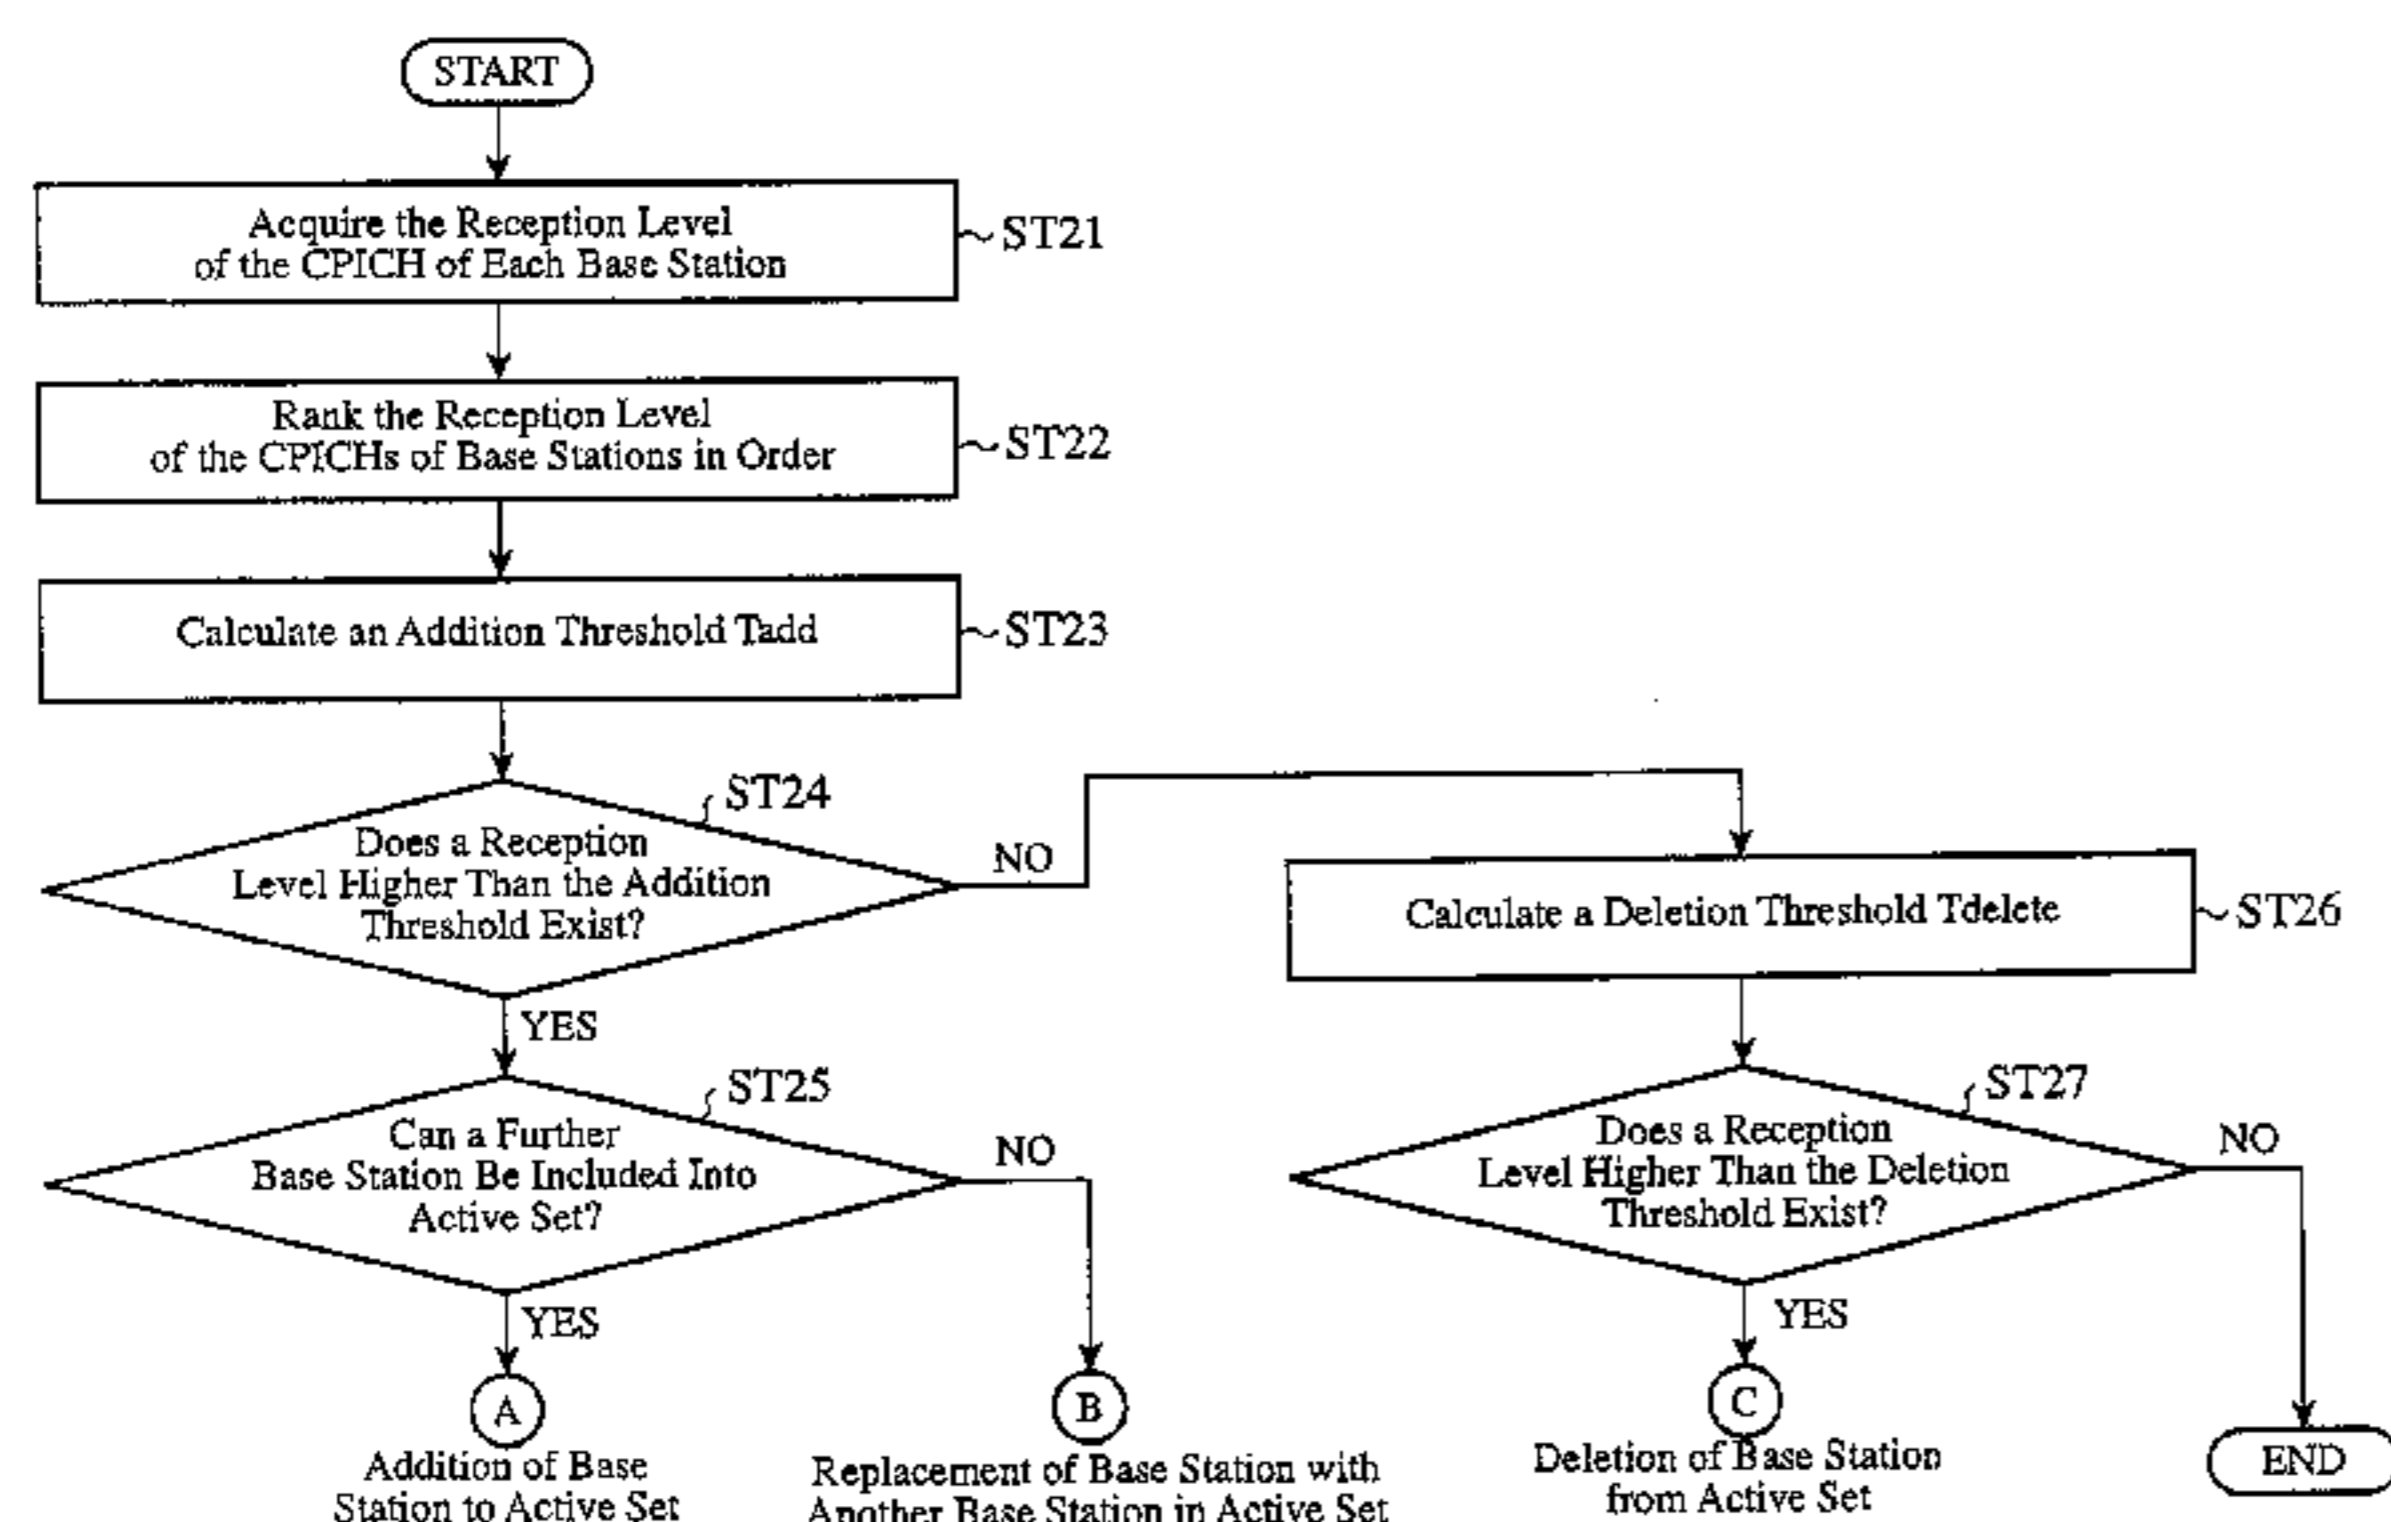 START
Acquire the Reception Level
of the CPICH of Each Base Station
ST21
Rank the Reception Level
of the CPICHs of Base Stations in Order
ST22
Calculate an Addition Threshold Tadd
ST23
ST24
Does a Reception
Level Higher Than the Addition
Threshold Exist?
NO
YES
Calculate a Deletion Threshold Tdelete
ST26
ST25
Can a Further
Base Station Be Included Into
Active Set?
NO
YES
ST27
Does a Reception
Level Higher Than the Deletion
Threshold Exist?
NO
YES
A
Addition of Base
Station to Active Set
B
Replacement of Base Station with
Another Base Station in Active Set
C
Deletion of Base Station
from Active Set
END